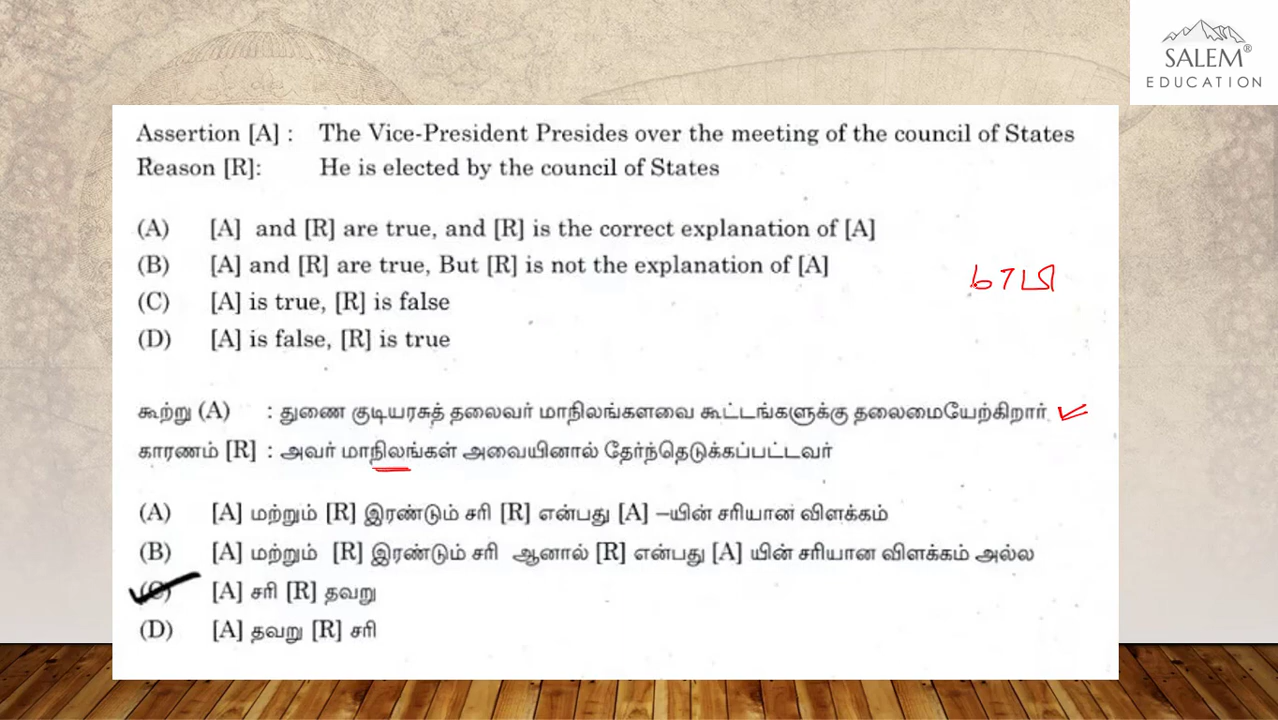 SALEM®
EDUCATION
Assertion [A] : The Vice-President Presides over the meeting of the council of States
Reason [R]: He is elected by the council of States
(A) [A] and [R] are true, and [R] is the correct explanation of [A]
(B) [A] and [R] are true, But [R] is not the explanation of [A]
(C) [A] is true, [R] is false
(D) [A] is false, [R] is true
கூற்று (A) : துணை குடியரசுத் தலைவர் மாநிலங்களவை கூட்டங்களுக்கு தலைமையேற்கிறார்.
காரணம் [R] : அவர் மாநிலங்கள் அவையினால் தேர்ந்தெடுக்கப்பட்டவர்
(A) [A] மற்றும் [R] இரண்டும் சரி [R] என்பது [A] –யின் சரியான விளக்கம்
(B) [A] மற்றும் [R] இரண்டும் சரி ஆனால் [R] என்பது [A] யின் சரியான விளக்கம் அல்ல
(C) [A] சரி [R] தவறு
(D) [A] தவறு [R] சரி